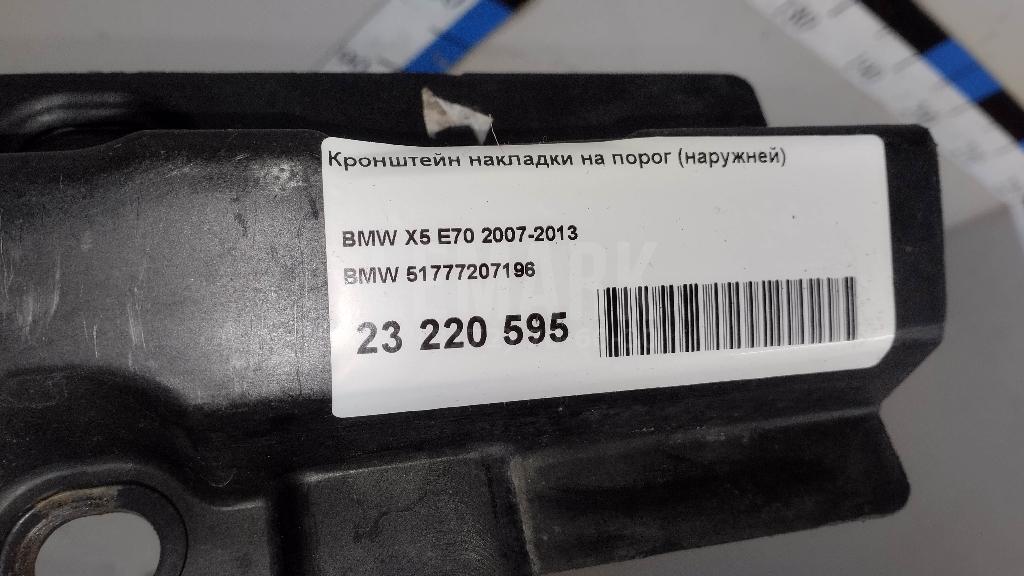 Кронштейн накладки на порог (наружней)
BMW X5 E70 2007-2013
BMW 51777207196
23 220 595